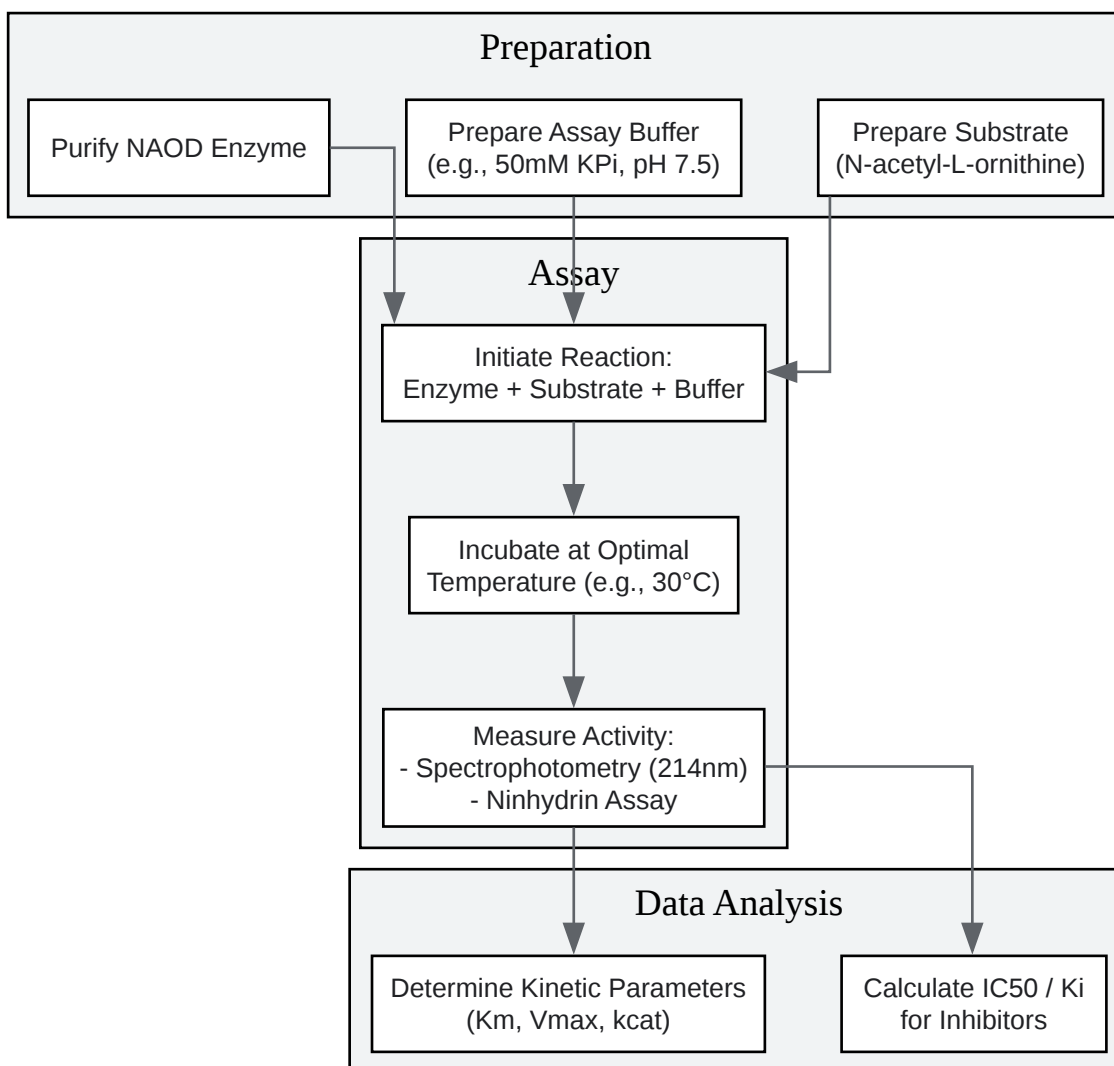 Preparation
Purify NAOD Enzyme
Prepare Assay Buffer
(e.g., 50mM KPi, pH 7.5)
Prepare Substrate
(N-acetyl-L-ornithine)
Assay
Initiate Reaction:
Enzyme + Substrate + Buffer
Incubate at Optimal
Temperature (e.g., 30°C)
Measure Activity:
- Spectrophotometry (214nm)
- Ninhydrin Assay
Data Analysis
Determine Kinetic Parameters
(Km, Vmax, kcat)
Calculate IC50 / Ki
for Inhibitors